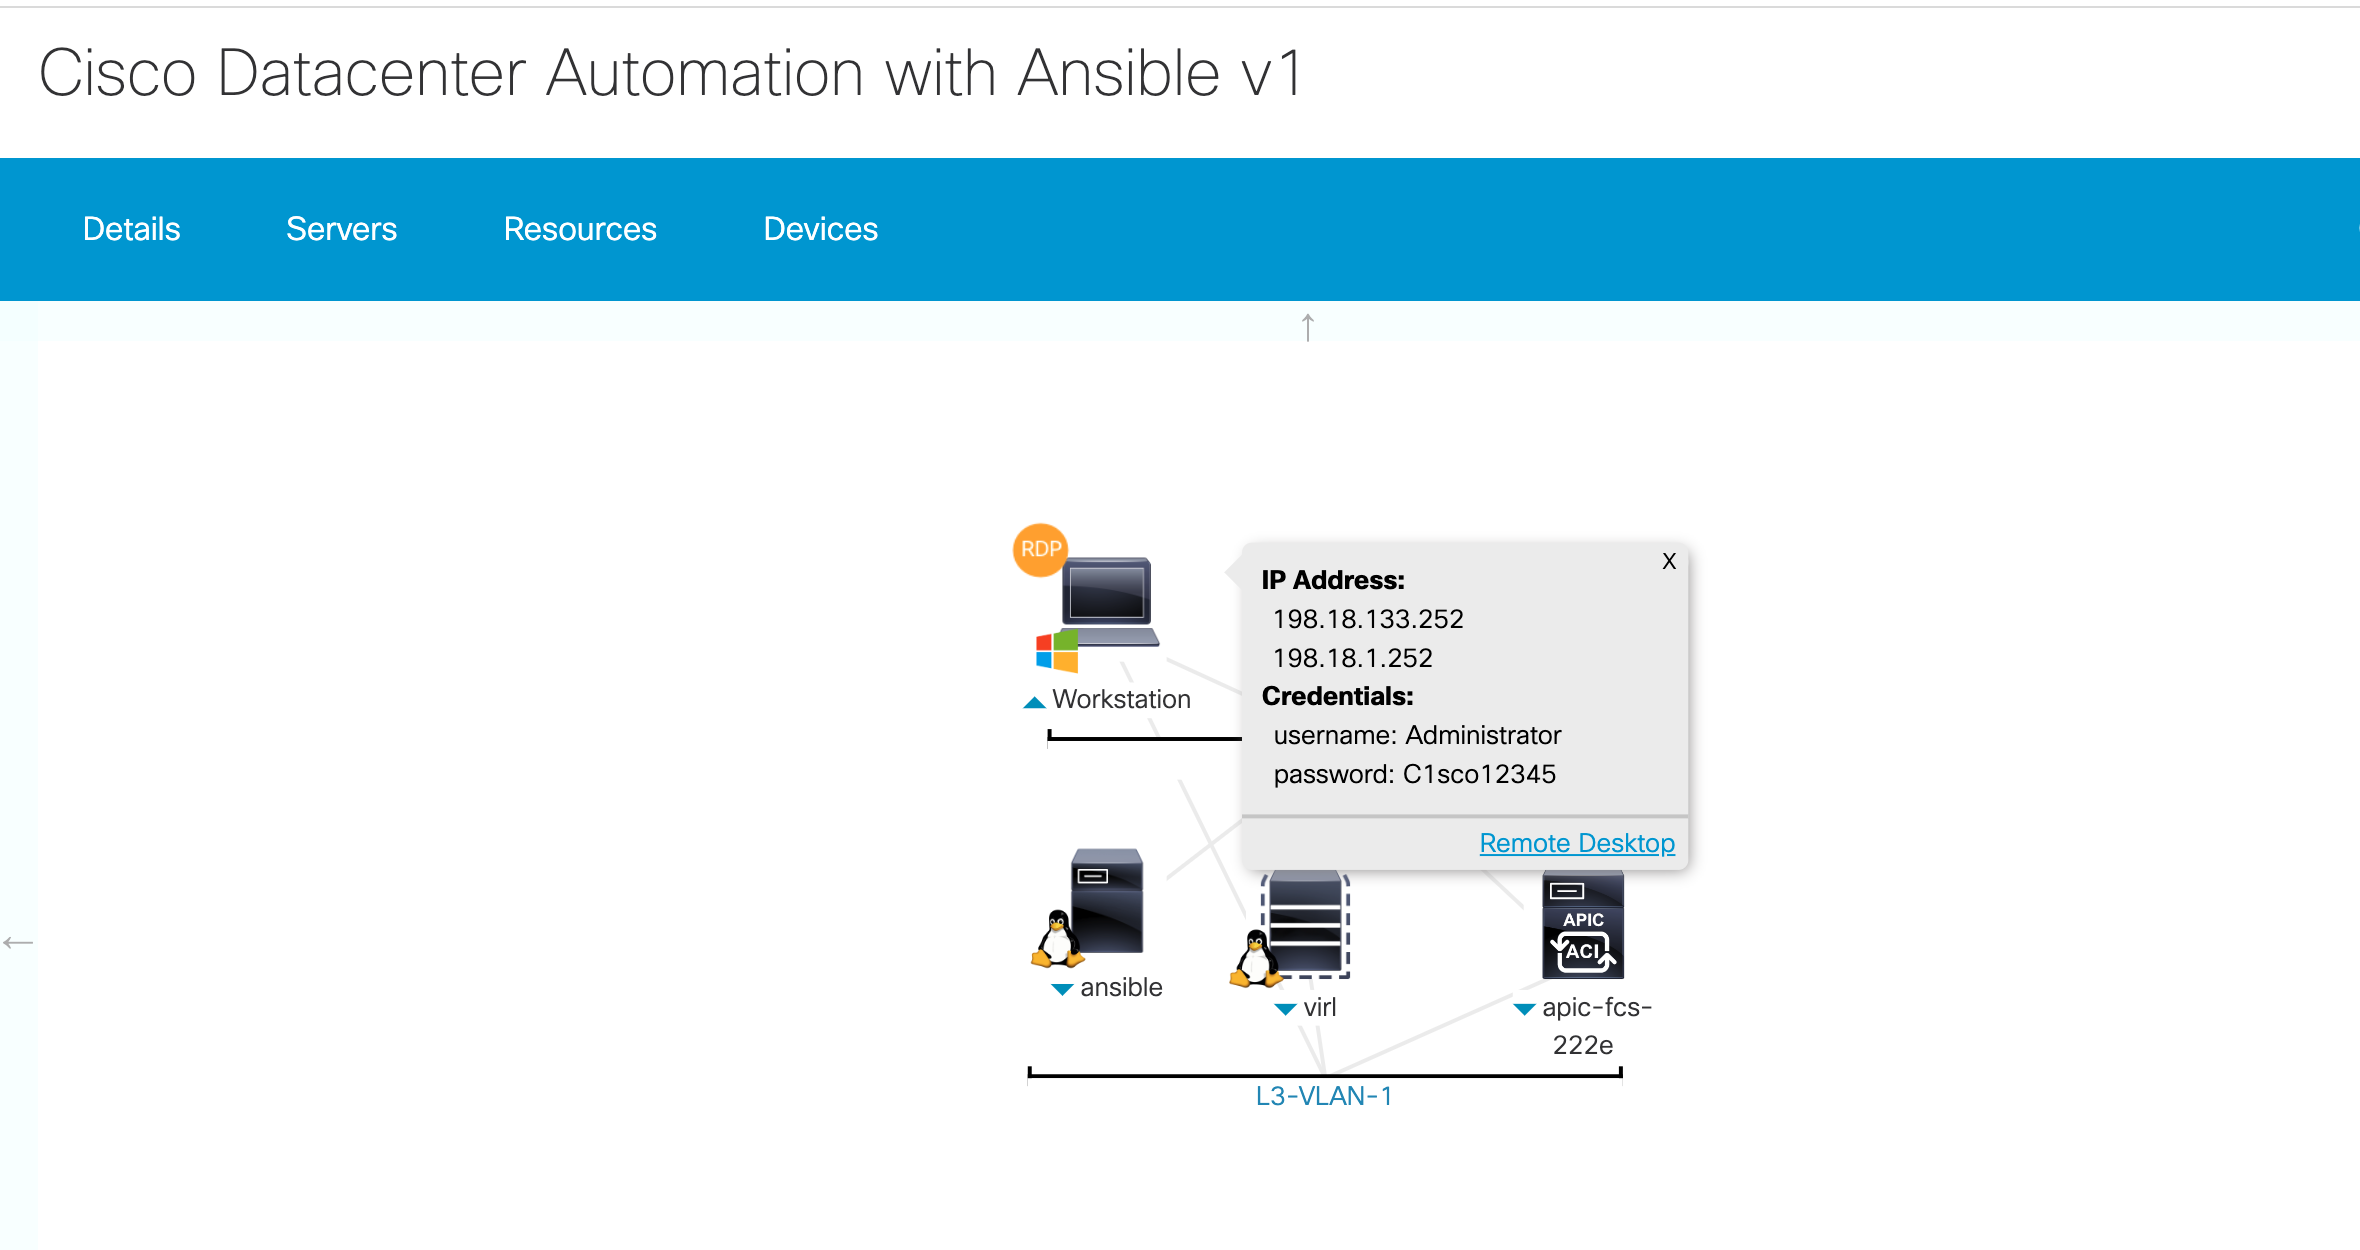 Cisco Datacenter Automation with Ansible v1
Details Servers Resources Devices
RDP
X
IP Address:
198.18.133.252
198.18.1.252
Credentials:
username: Administrator
password: C1sco12345
Remote Desktop
Workstation
ansible
virl
APIC
ACI
apic-fcs-
222e
L3-VLAN-1